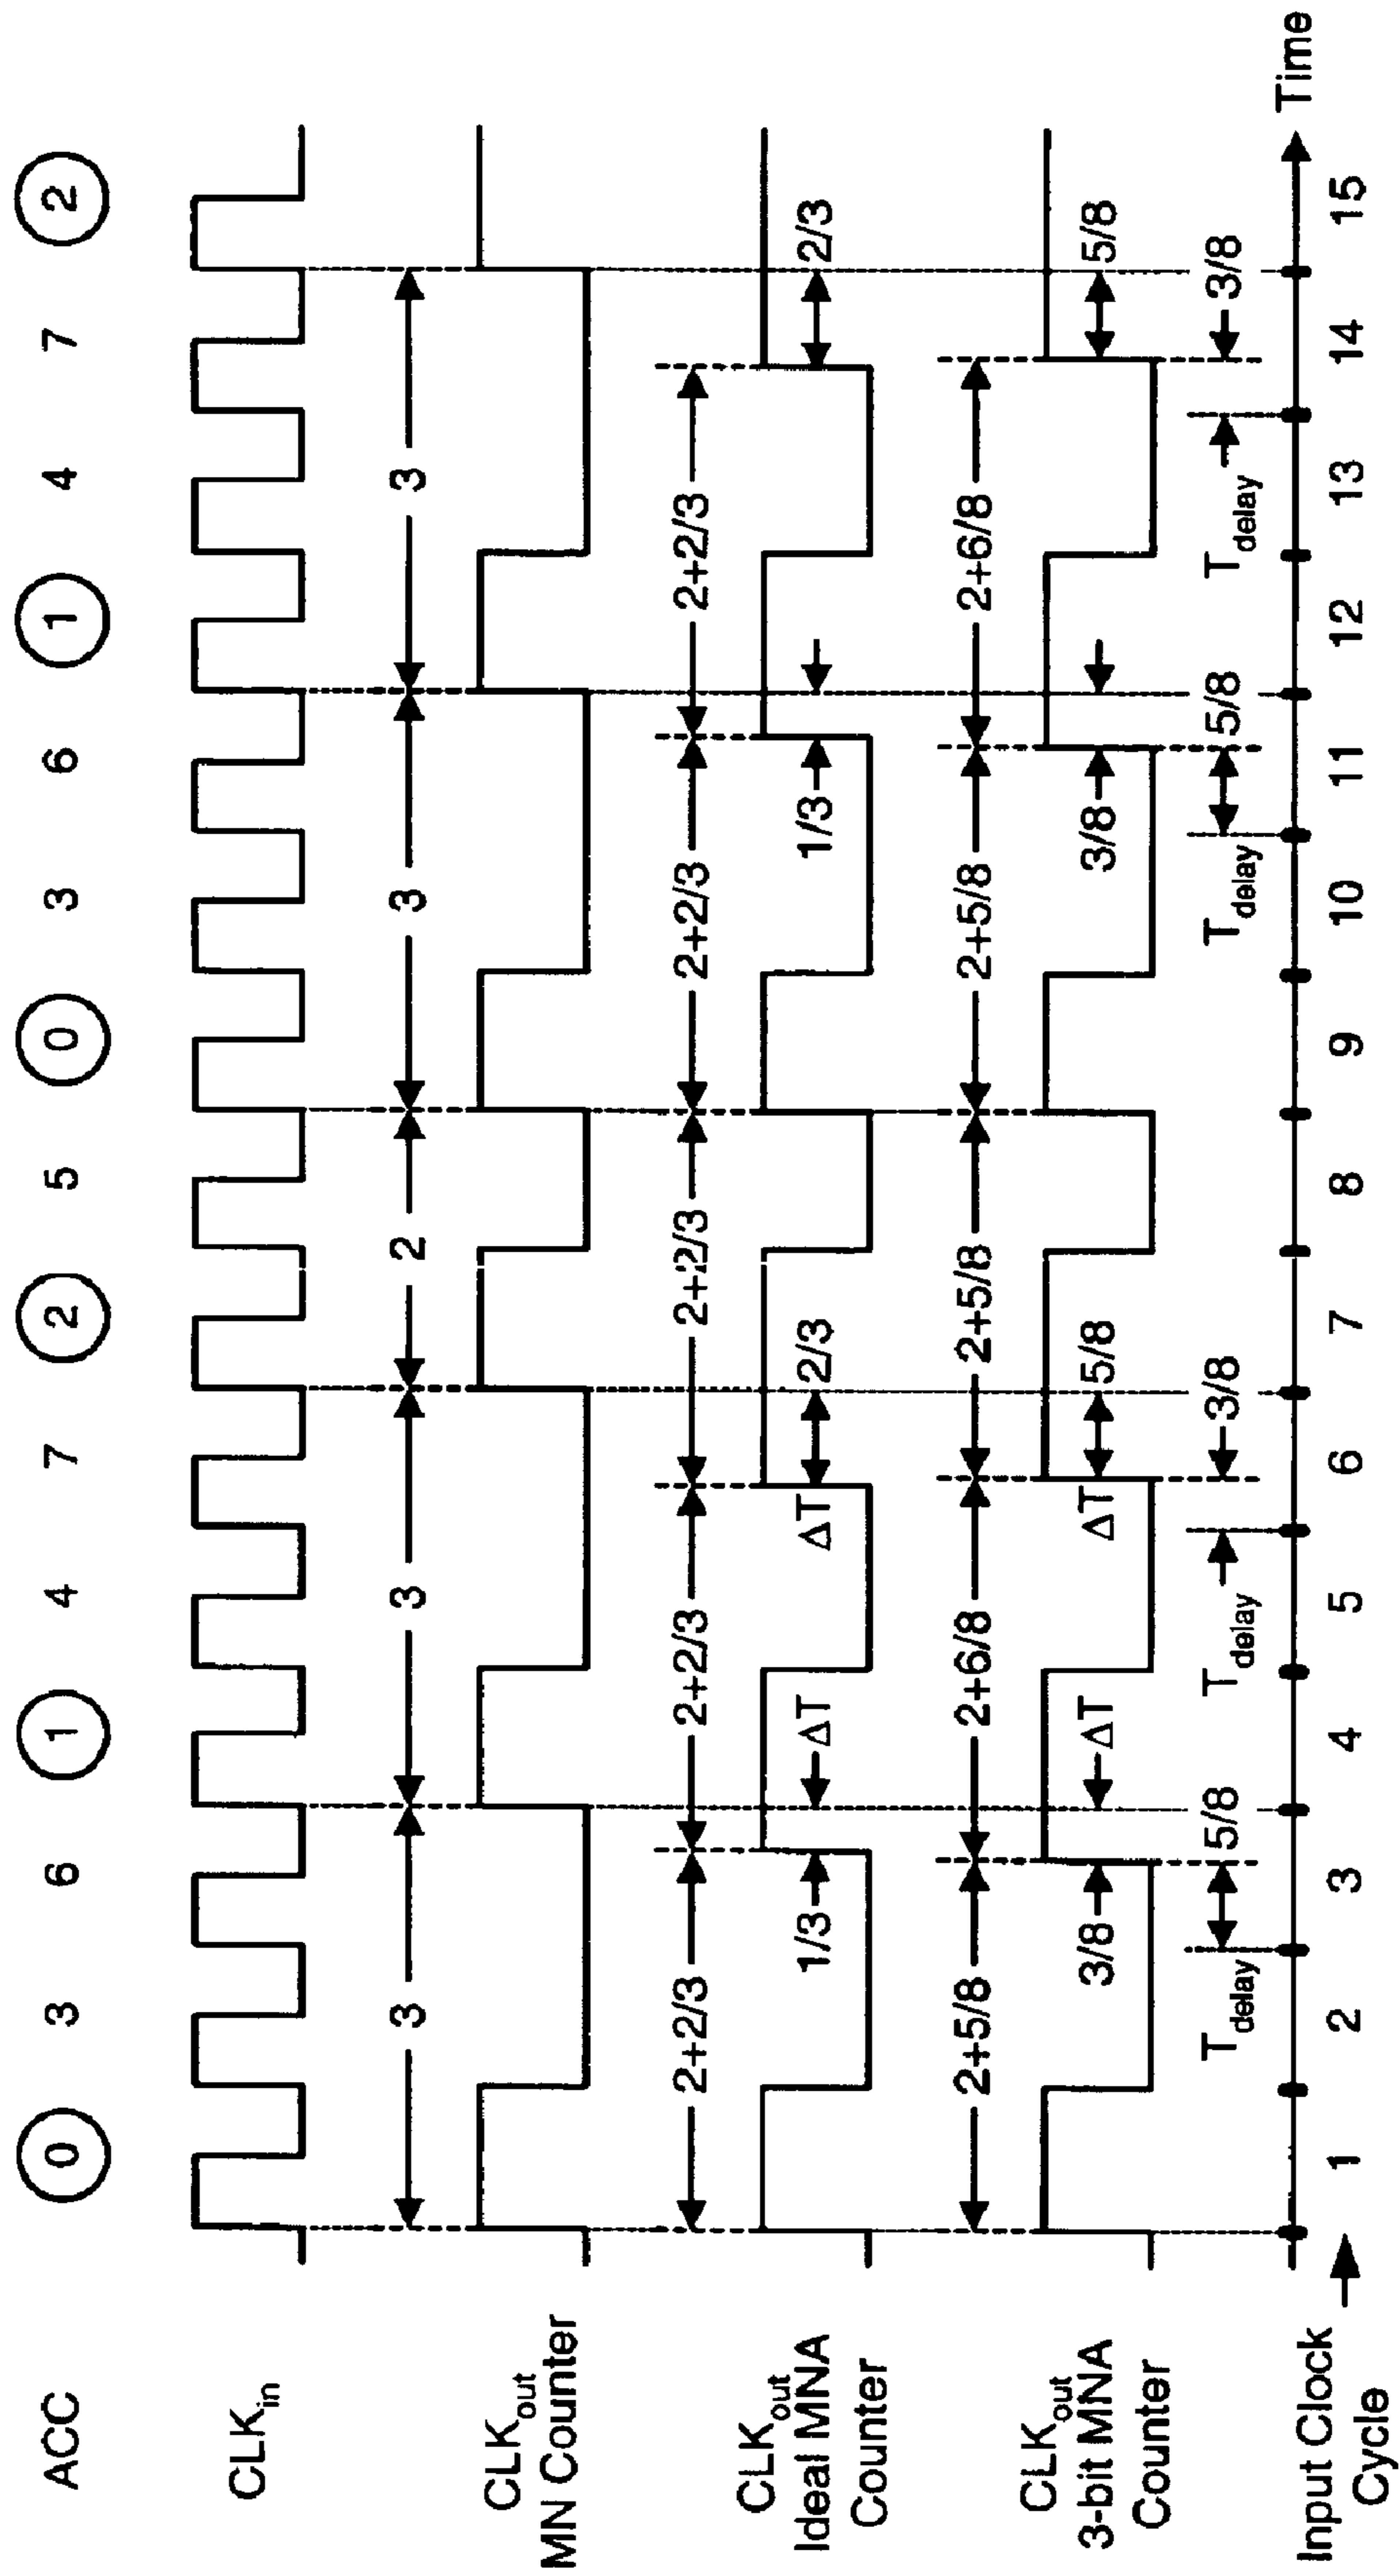 ACC 0 3 6 1 4 7 2 5 0 3 6 1 4 7 2
CLKin
3 3 2 3 3
CLKout
MN Counter
2+2/3 2+2/3 2+2/3 2+2/3 2+2/3
CLKout
Ideal MNA
Counter
1/3 ΔT ΔT 2/3 1/3 2/3
2+5/8 2+6/8 2+5/8 2+5/8 2+6/8
CLKout
3-bit MNA
Counter
3/8 ΔT ΔT 5/8 3/8 5/8
Tdelay 5/8 Tdelay 3/8 Tdelay 5/8 Tdelay 3/8
Time
Input Clock
Cycle
1 2 3 4 5 6 7 8 9 10 11 12 13 14 15